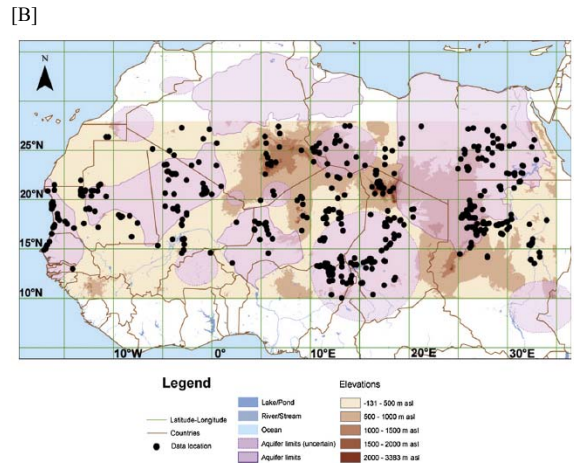 [B]
N
25°N
20°N
15°N
10°N
10°W 0° 10°E 20°E 30°E
Legend
Latitude-Longitude
Countries
Data location
Lake/Pond
River/Stream
Ocean
Aquifer limits (uncertain)
Aquifer limits
Elevations
-131 - 500 m asl
500 - 1000 m asl
1000 - 1500 m asl
1500 - 2000 m asl
2000 - 3393 m asl